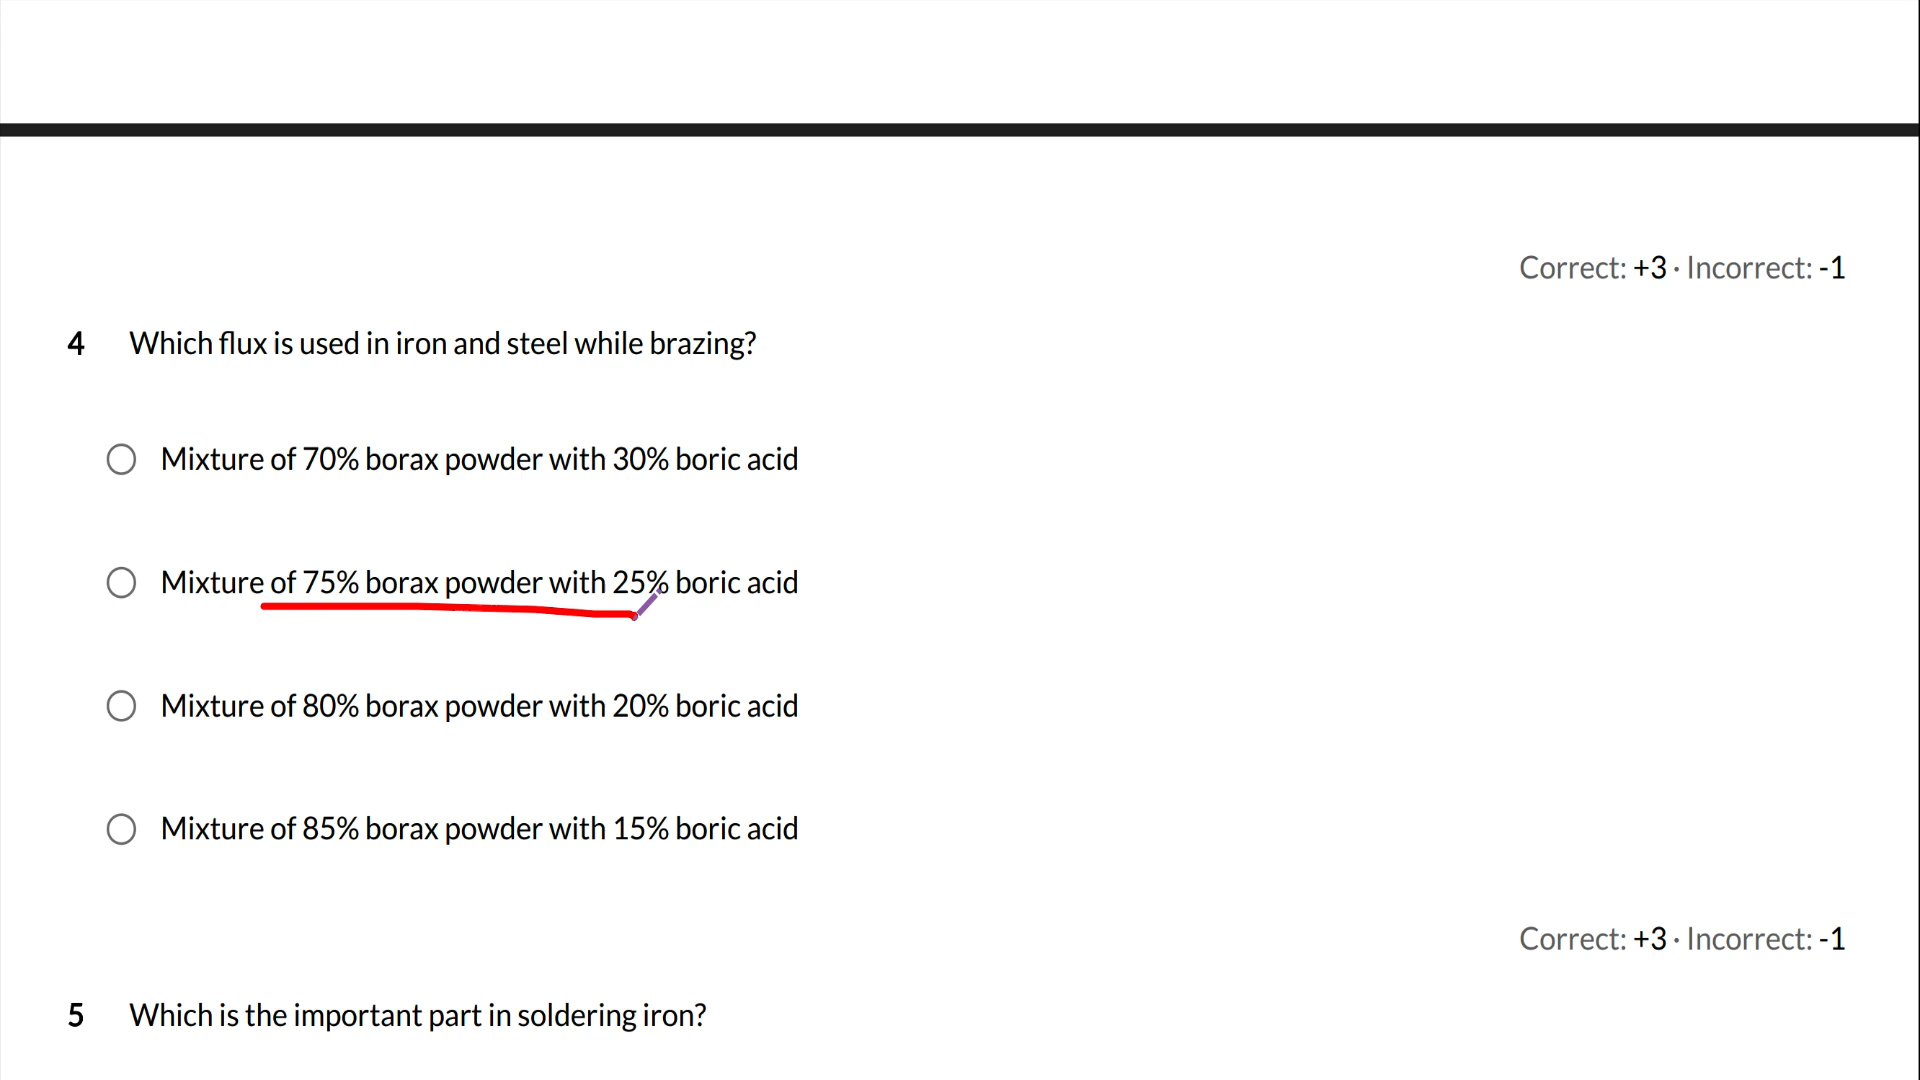 Correct: +3 · Incorrect: -1
4 Which flux is used in iron and steel while brazing?
Mixture of 70% borax powder with 30% boric acid
Mixture of 75% borax powder with 25% boric acid
Mixture of 80% borax powder with 20% boric acid
Mixture of 85% borax powder with 15% boric acid
Correct: +3 · Incorrect: -1
5 Which is the important part in soldering iron?